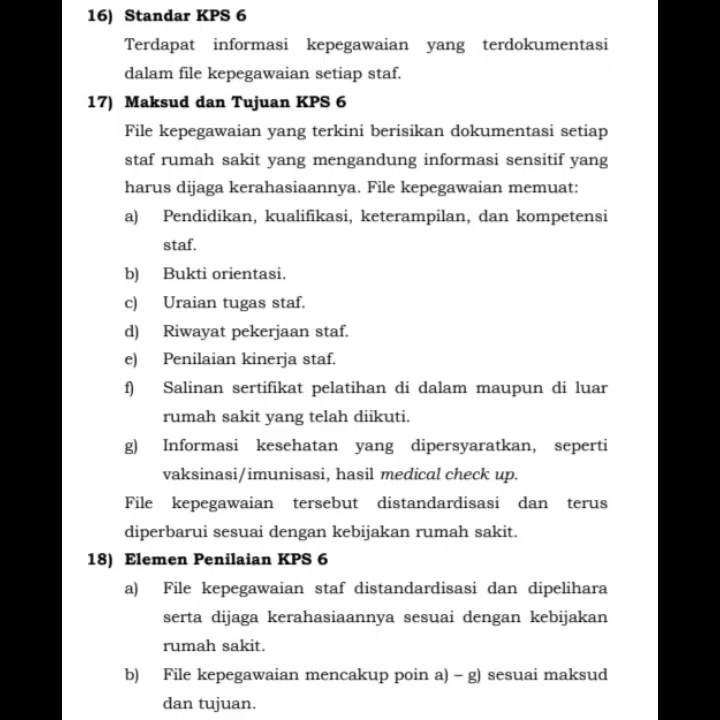 16) Standar KPS 6
Terdapat informasi kepegawaian yang terdokumentasi
dalam file kepegawaian setiap staf.
17) Maksud dan Tujuan KPS 6
File kepegawaian yang terkini berisikan dokumentasi setiap
staf rumah sakit yang mengandung informasi sensitif yang
harus dijaga kerahasiaannya. File kepegawaian memuat:
a) Pendidikan, kualifikasi, keterampilan, dan kompetensi
staf.
b) Bukti orientasi.
c) Uraian tugas staf.
d) Riwayat pekerjaan staf.
e) Penilaian kinerja staf.
f) Salinan sertifikat pelatihan di dalam maupun di luar
rumah sakit yang telah diikuti.
g) Informasi kesehatan yang dipersyaratkan, seperti
vaksinasi/imunisasi, hasil medical check up.
File kepegawaian tersebut distandardisasi dan terus
diperbarui sesuai dengan kebijakan rumah sakit.
18) Elemen Penilaian KPS 6
a) File kepegawaian staf distandardisasi dan dipelihara
serta dijaga kerahasiaannya sesuai dengan kebijakan
rumah sakit.
b) File kepegawaian mencakup poin a) – g) sesuai maksud
dan tujuan.